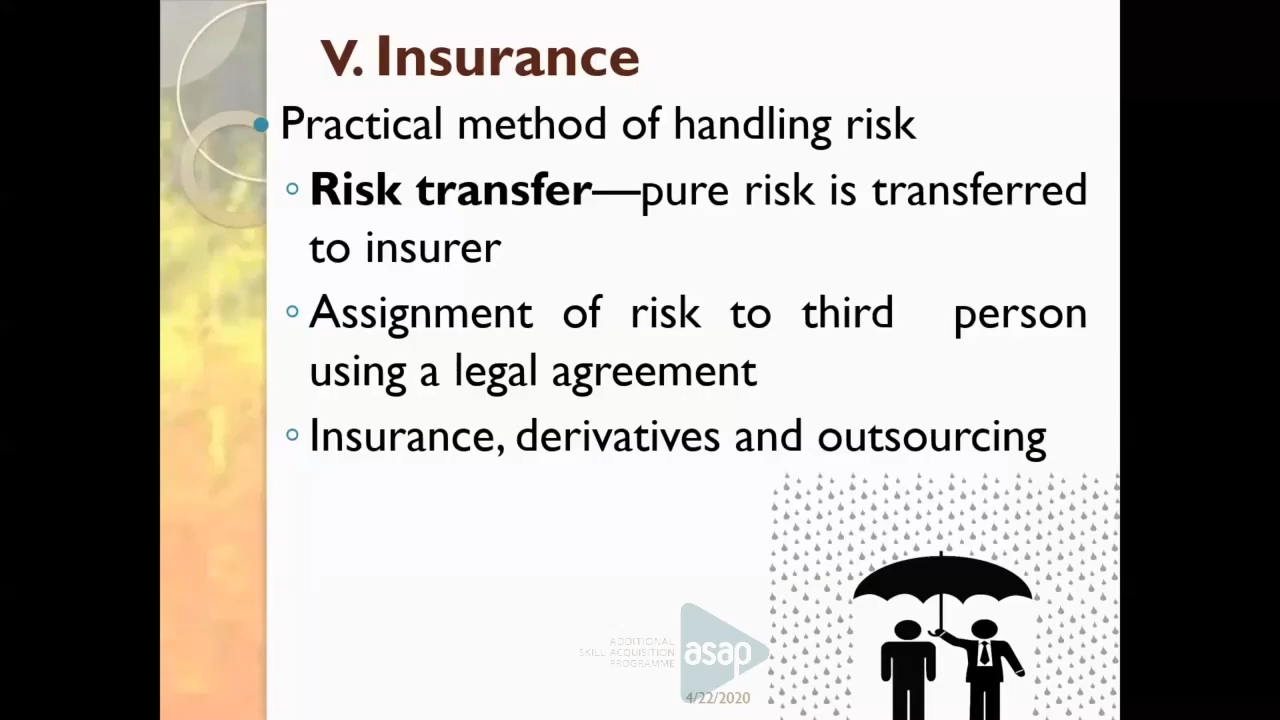 V. Insurance
Practical method of handling risk
Risk transfer—pure risk is transferred
to insurer
Assignment of risk to third person
using a legal agreement
Insurance, derivatives and outsourcing
ADDITIONAL
SKILL ACQUISITION
PROGRAMME
asap
4/22/2020